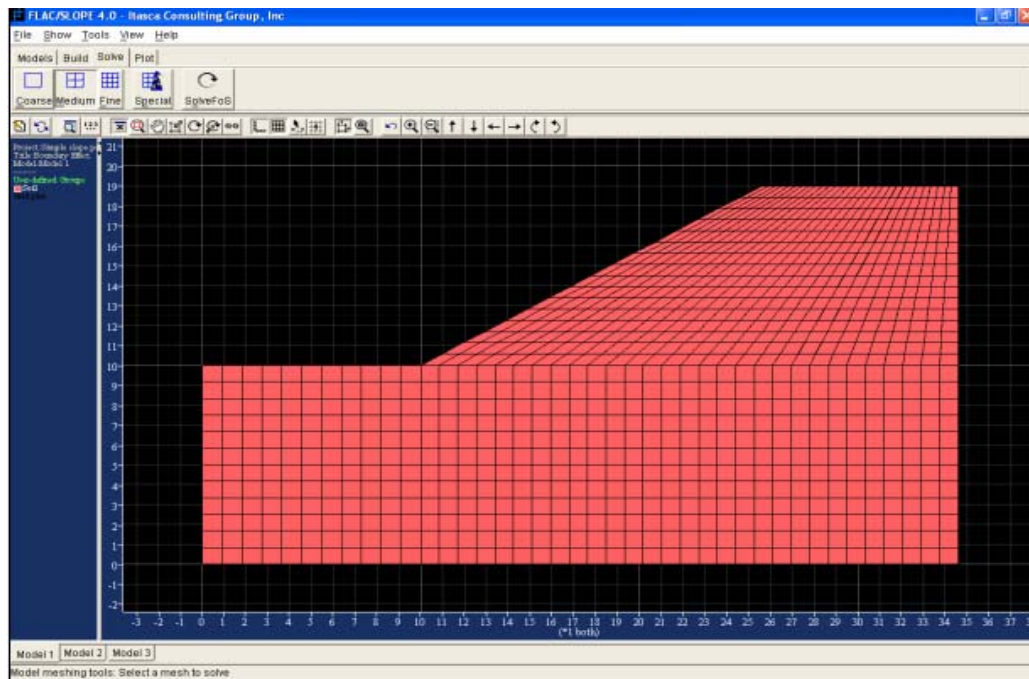 FLAC/SLOPE 4.0 - Itasca Consulting Group, Inc
File Show Tools View Help
Models Build Solve Plot
Coarse Medium Fine Special SolveFoS
Model 1
User-defined Groups
Soil
21
20
19
18
17
16
15
14
13
12
11
10
9
8
7
6
5
4
3
2
1
0
-1
-2
-3 -2 -1 0 1 2 3 4 5 6 7 8 9 10 11 12 13 14 15 16 17 18 19 20 21 22 23 24 25 26 27 28 29 30 31 32 33 34 35 36 37
(*1 both)
Model 1 Model 2 Model 3
Model meshing tools: Select a mesh to solve